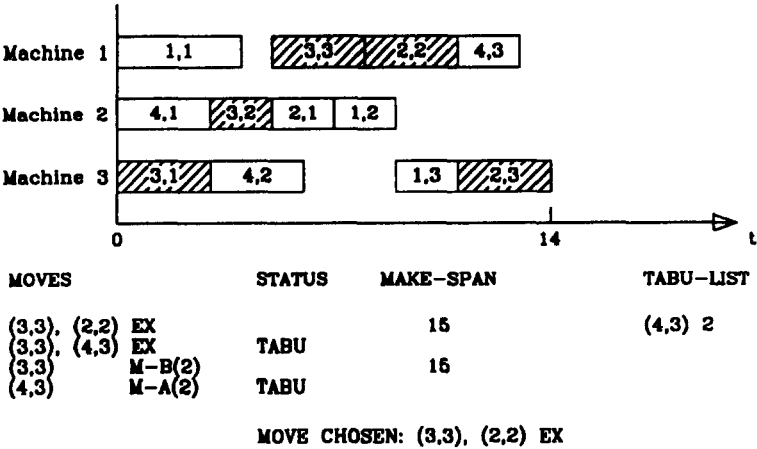 Machine 1 1,1 3,3 2,2 4,3
Machine 2 4,1 3,2 2,1 1,2
Machine 3 3,1 4,2 1,3 2,3
0 14 t
MOVES STATUS MAKE-SPAN TABU-LIST
(3,3), (2,2) EX 15 (4,3) 2
(3,3), (4,3) EX TABU
(3,3) M-B(2) 15
(4,3) M-A(2) TABU
MOVE CHOSEN: (3,3), (2,2) EX